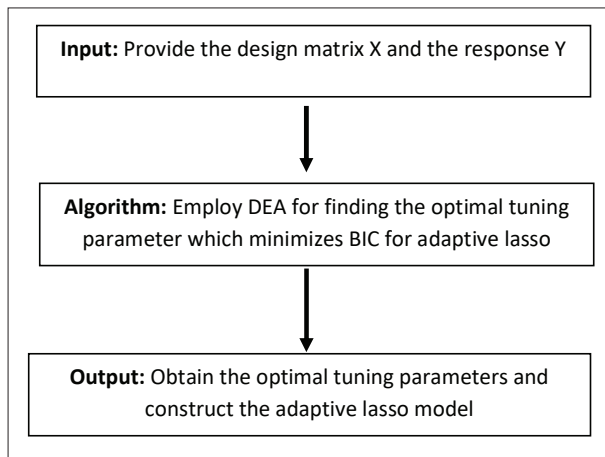 Input: Provide the design matrix X and the response Y
Algorithm: Employ DEA for finding the optimal tuning
parameter which minimizes BIC for adaptive lasso
Output: Obtain the optimal tuning parameters and
construct the adaptive lasso model